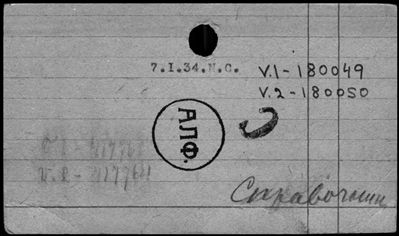 7.I.34.N.C.
V.1-180049
V.2-180050
АЛФ.
Справочник